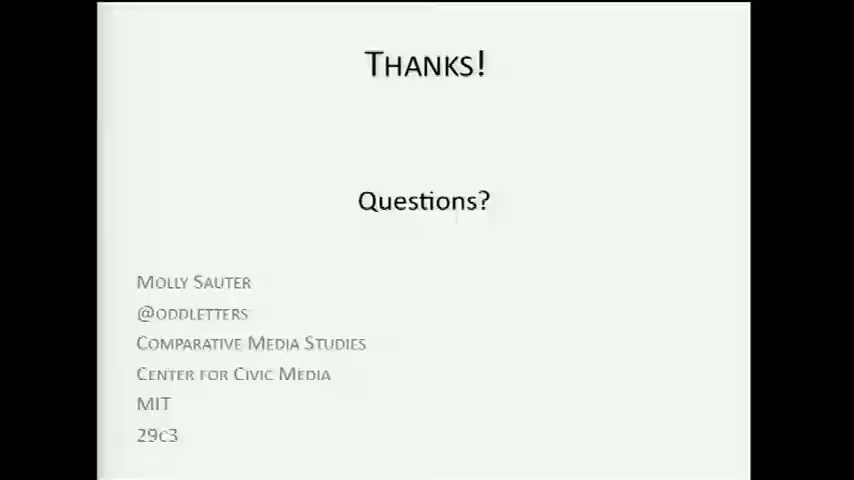 THANKS!
Questions?
MOLLY SAUTER
@ODDLETTERS
COMPARATIVE MEDIA STUDIES
CENTER FOR CIVIC MEDIA
MIT
29C3